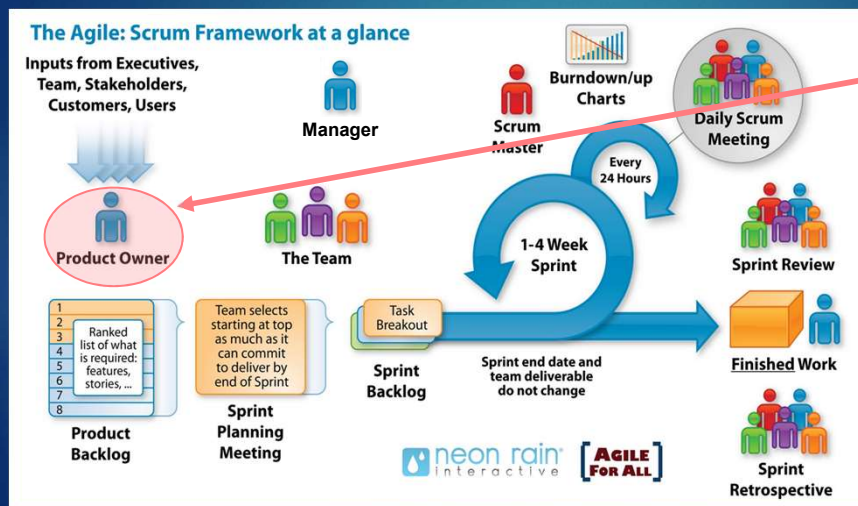 The Agile: Scrum Framework at a glance
Inputs from Executives,
Team, Stakeholders,
Customers, Users
Manager
Scrum
Master
Burndown/up
Charts
Daily Scrum
Meeting
Every
24 Hours
Product Owner
The Team
1-4 Week
Sprint
Sprint Review
1
2
3
4
5
6
7
8
Ranked
list of what
is required:
features,
stories, ...
Product
Backlog
Team selects
starting at top
as much as it
can commit
to deliver by
end of Sprint
Sprint
Planning
Meeting
Task
Breakout
Sprint
Backlog
Sprint end date and
team deliverable
do not change
Finished Work
Sprint
Retrospective
neon rain
interactive
AGILE
FOR ALL